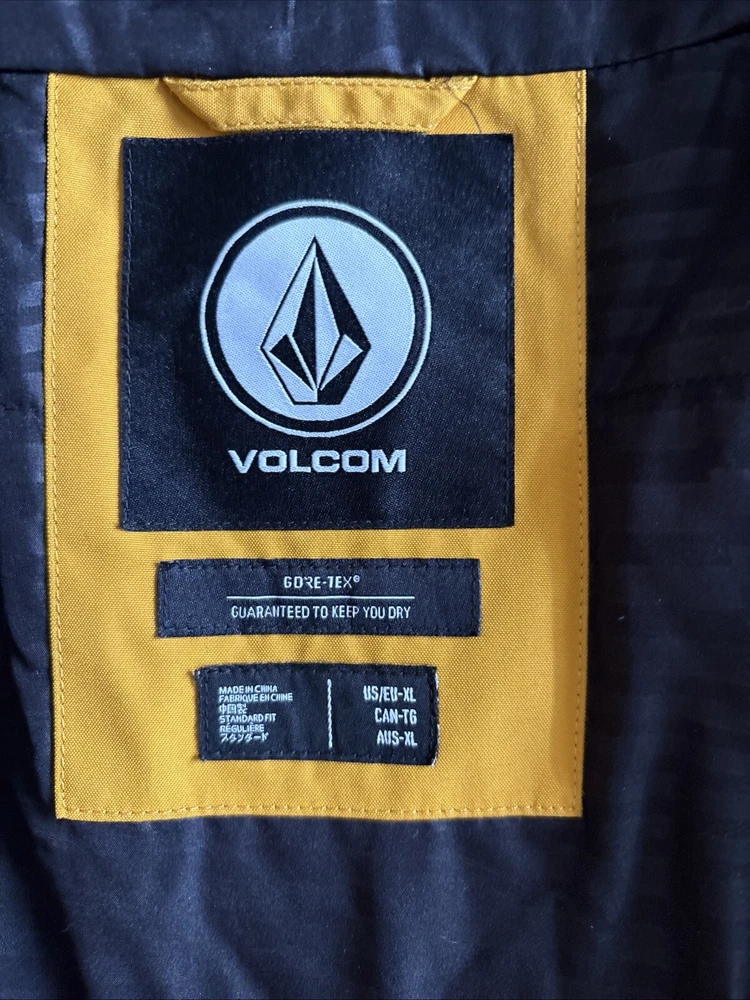 VOLCOM
GORE-TEX®
GUARANTEED TO KEEP YOU DRY
MADE IN CHINA
FABRIQUÉ EN CHINE
中国製
STANDARD FIT
RÉGULIÈRE
スタンダード
US/EU-XL
CAN-TG
AUS-XL